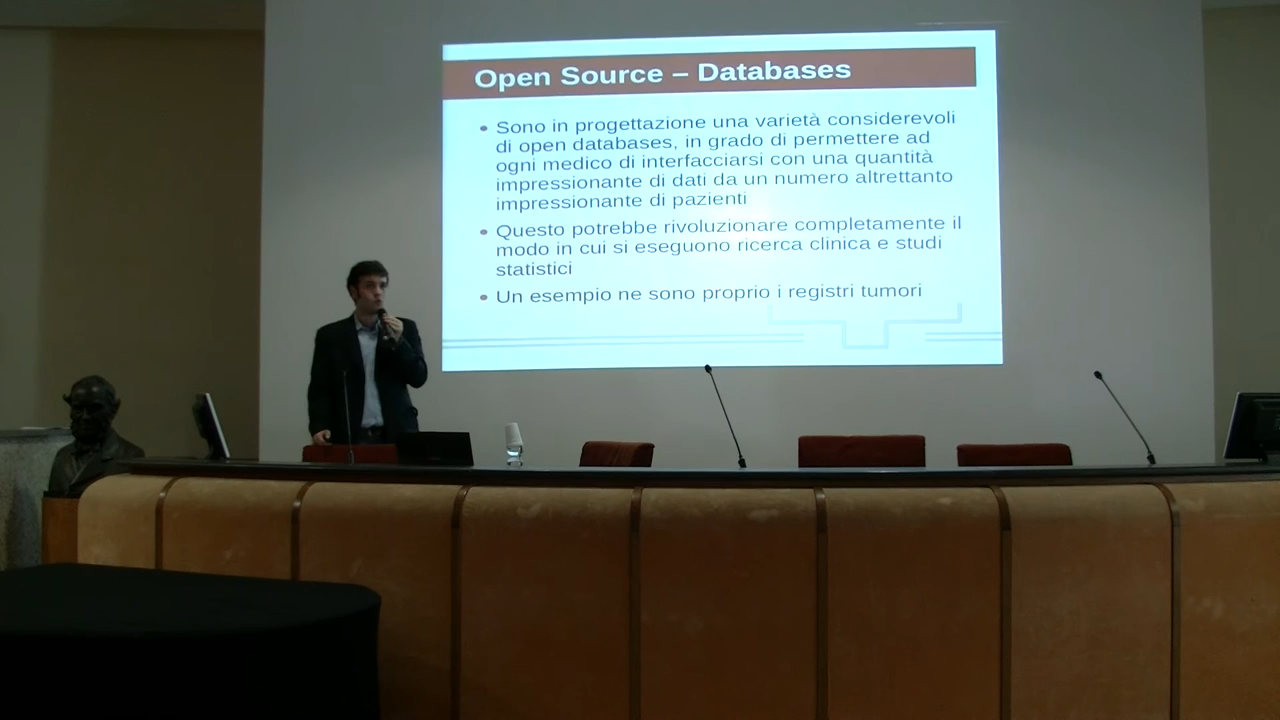 Open Source – Databases
Sono in progettazione una varietà considerevoli
di open databases, in grado di permettere ad
ogni medico di interfacciarsi con una quantità
impressionante di dati da un numero altrettanto
impressionante di pazienti
Questo potrebbe rivoluzionare completamente il
modo in cui si eseguono ricerca clinica e studi
statistici
Un esempio ne sono proprio i registri tumori